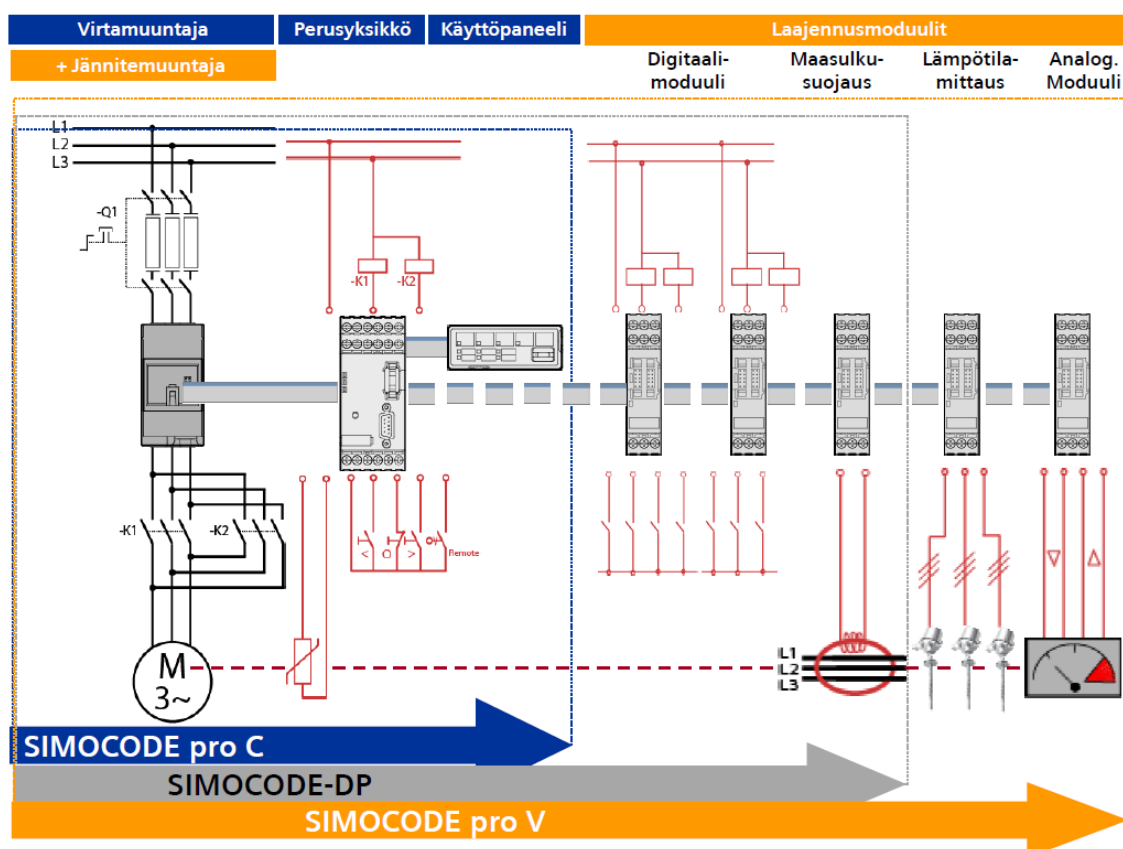 Virtamuuntaja
Perusyksikkö
Käyttöpaneeli
Laajennusmoduulit
+ Jännitemuuntaja
Digitaali-
moduuli
Maasulku-
suojaus
Lämpötila-
mittaus
Analog.
Moduuli
L1
L2
L3
-Q1
-K1
-K2
-K1
-K2
Remote
M
3~
L1
L2
L3
SIMOCODE pro C
SIMOCODE-DP
SIMOCODE pro V